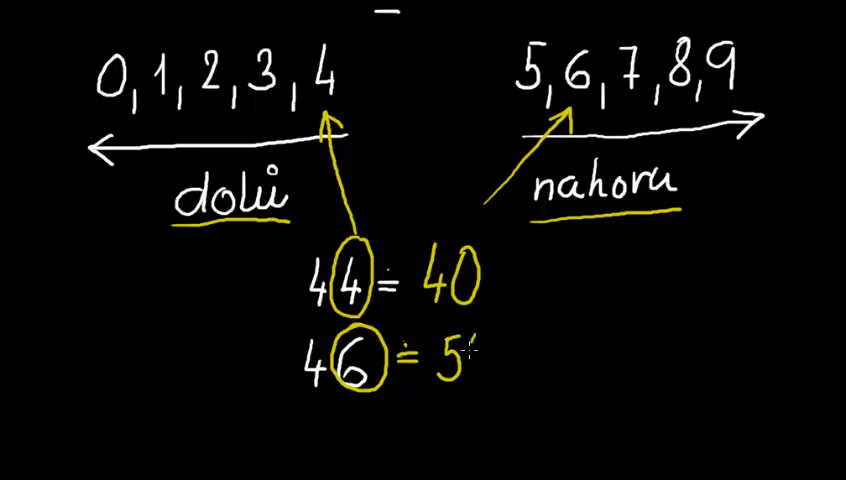 0, 1, 2, 3, 4 5, 6, 7, 8, 9
dolů nahoru
44 ≐ 40
46 ≐ 5